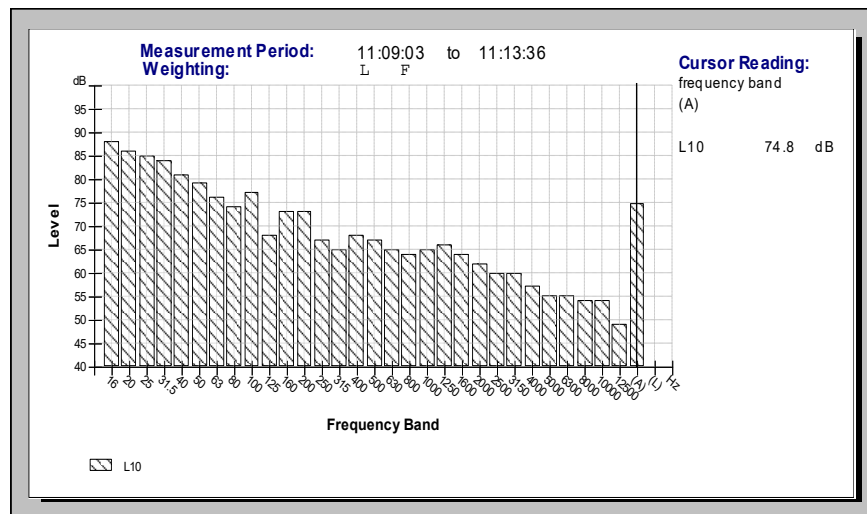 Measurement Period: 11:09:03 to 11:13:36
Weighting: L F
Cursor Reading:
frequency band
(A)
L10 74.8 dB
dB
95
90
85
80
75
70
65
60
55
50
45
40
Level
16 20 25 31.5 40 50 63 80 100 125 160 200 250 315 400 500 630 800 1000 1250 1600 2000 2500 3150 4000 5000 6300 8000 10000 12500 (A) (L) Hz
Frequency Band
L10